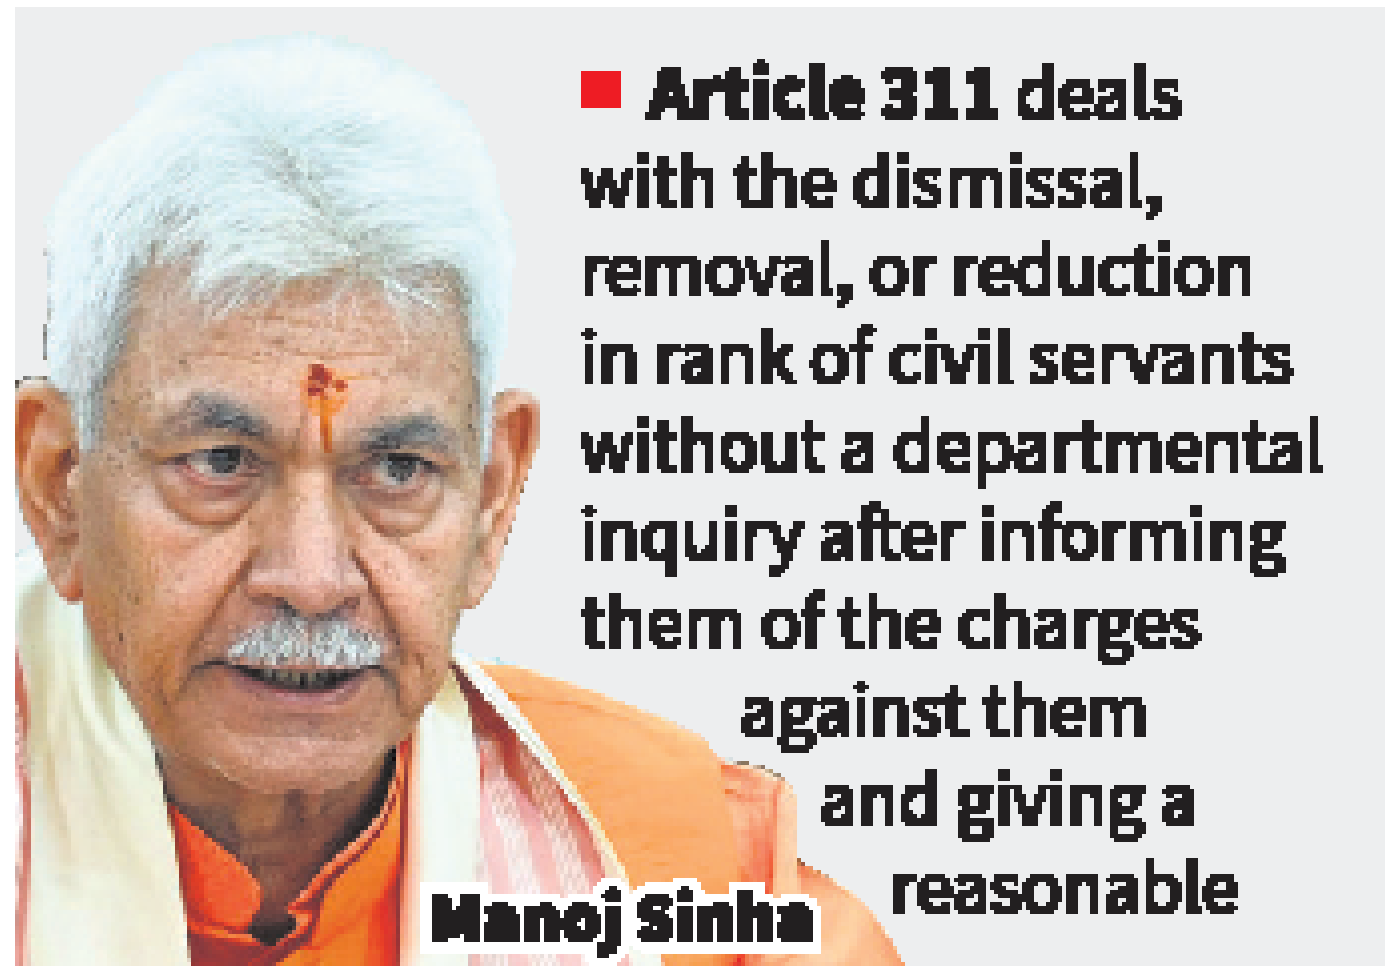 Article 311 deals
with the dismissal,
removal, or reduction
in rank of civil servants
without a departmental
inquiry after informing
them of the charges
against them
and giving a
reasonable
Manoj Sinha